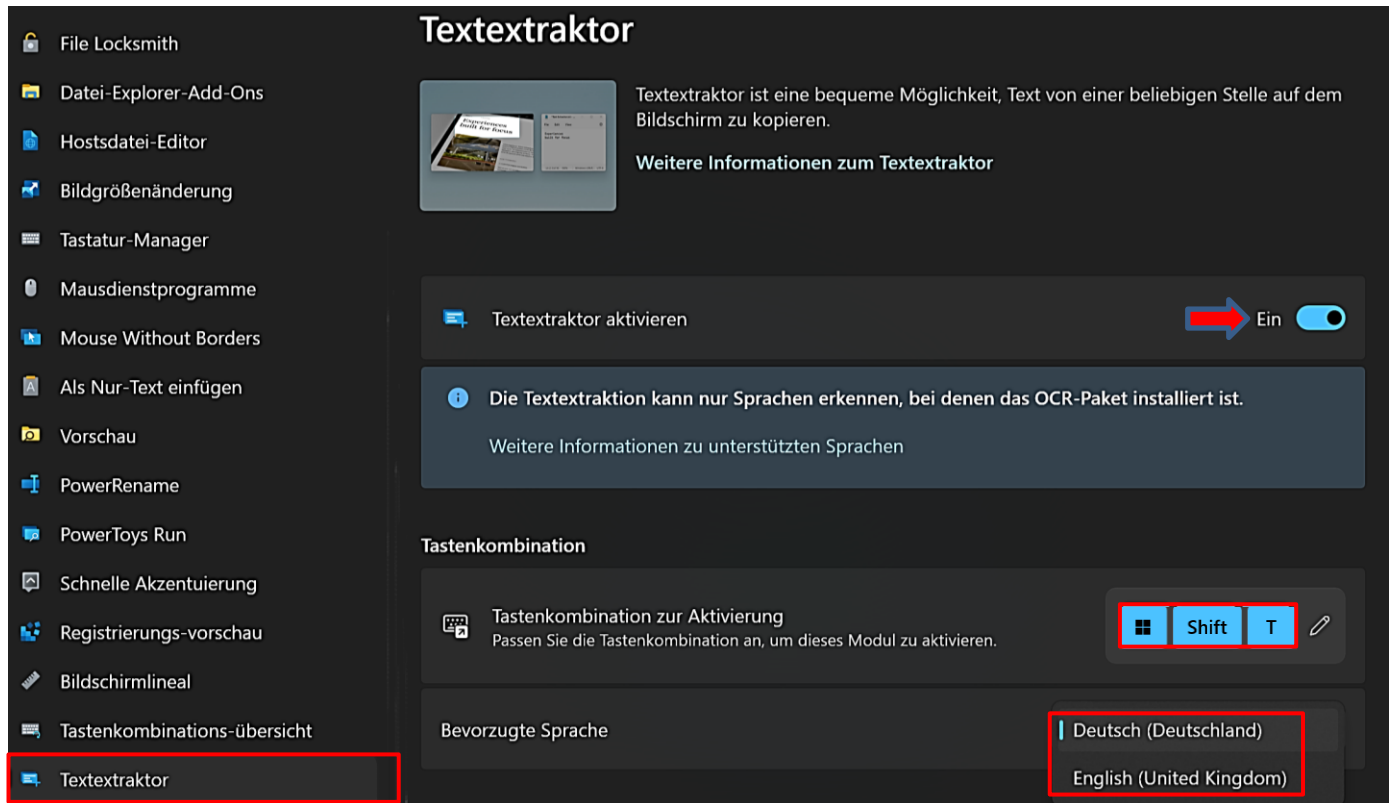 File Locksmith
Datei-Explorer-Add-Ons
Hostsdatei-Editor
Bildgrößenänderung
Tastatur-Manager
Mausdienstprogramme
Mouse Without Borders
Als Nur-Text einfügen
Vorschau
PowerRename
PowerToys Run
Schnelle Akzentuierung
Registrierungs-vorschau
Bildschirmlineal
Tastenkombinations-übersicht
Textextraktor
Textextraktor
Experiences
built for focus
Textextraktor ist eine bequeme Möglichkeit, Text von einer beliebigen Stelle auf dem
Bildschirm zu kopieren.
Weitere Informationen zum Textextraktor
Textextraktor aktivieren
Ein
Die Textextraktion kann nur Sprachen erkennen, bei denen das OCR-Paket installiert ist.
Weitere Informationen zu unterstützten Sprachen
Tastenkombination
Tastenkombination zur Aktivierung
Passen Sie die Tastenkombination an, um dieses Modul zu aktivieren.
Shift T
Bevorzugte Sprache
Deutsch (Deutschland)
English (United Kingdom)